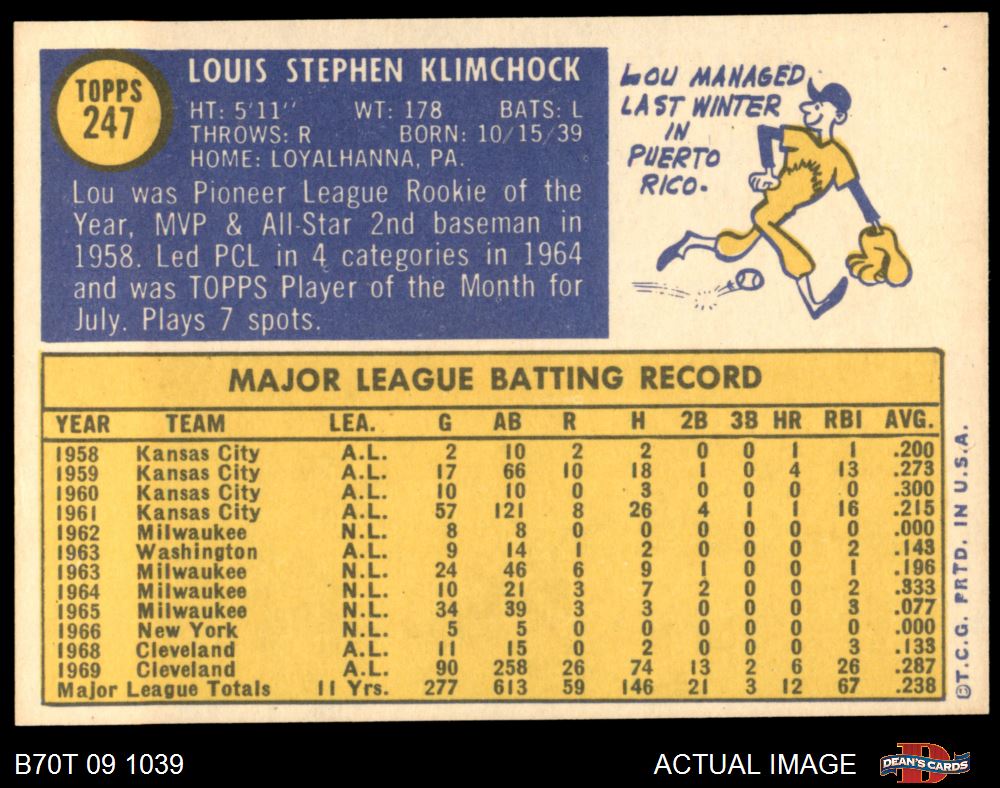 TOPPS
247
LOUIS STEPHEN KLIMCHOCK
HT: 5'11" WT: 178 BATS: L
THROWS: R BORN: 10/15/39
HOME: LOYALHANNA, PA.
Lou was Pioneer League Rookie of the
Year, MVP & All-Star 2nd baseman in
1958. Led PCL in 4 categories in 1964
and was TOPPS Player of the Month for
July. Plays 7 spots.
LOU MANAGED
LAST WINTER
IN
PUERTO
RICO.
MAJOR LEAGUE BATTING RECORD
YEAR TEAM LEA. G AB R H 2B 3B HR RBI AVG.
1958 Kansas City A.L. 2 10 2 2 0 0 1 1 .200
1959 Kansas City A.L. 17 66 10 18 1 0 4 13 .273
1960 Kansas City A.L. 10 10 0 3 0 0 0 0 .300
1961 Kansas City A.L. 57 121 8 26 4 1 1 16 .215
1962 Milwaukee N.L. 8 8 0 0 0 0 0 0 .000
1963 Washington A.L. 9 14 1 2 0 0 0 2 .143
1963 Milwaukee N.L. 24 46 6 9 1 0 0 1 .196
1964 Milwaukee N.L. 10 21 3 7 2 0 0 2 .333
1965 Milwaukee N.L. 34 39 3 3 0 0 0 3 .077
1966 New York N.L. 5 5 0 0 0 0 0 0 .000
1968 Cleveland A.L. 11 15 0 2 0 0 0 3 .133
1969 Cleveland A.L. 90 258 26 74 13 2 6 26 .287
Major League Totals 11 Yrs. 277 613 59 146 21 3 12 67 .238
©T.C.G. PRTD. IN U.S.A.
B70T 09 1039
ACTUAL IMAGE
D
DEAN'S CARDS